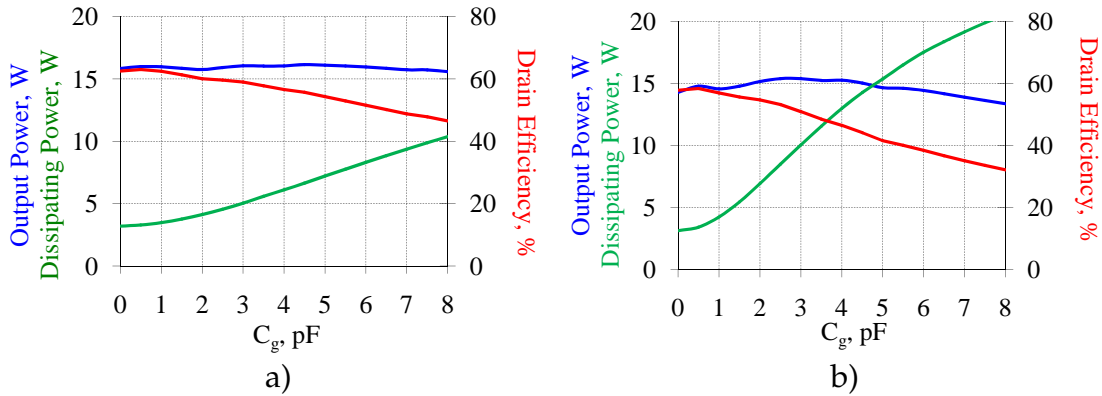 Output Power, W
Dissipating Power, W
20
15
10
5
0
80
60
40
20
0
Drain Efficiency, %
0 1 2 3 4 5 6 7 8
C_g, pF
a)
Output Power, W
Dissipating Power, W
20
15
10
5
0
80
60
40
20
0
Drain Efficiency, %
0 1 2 3 4 5 6 7 8
C_g, pF
b)